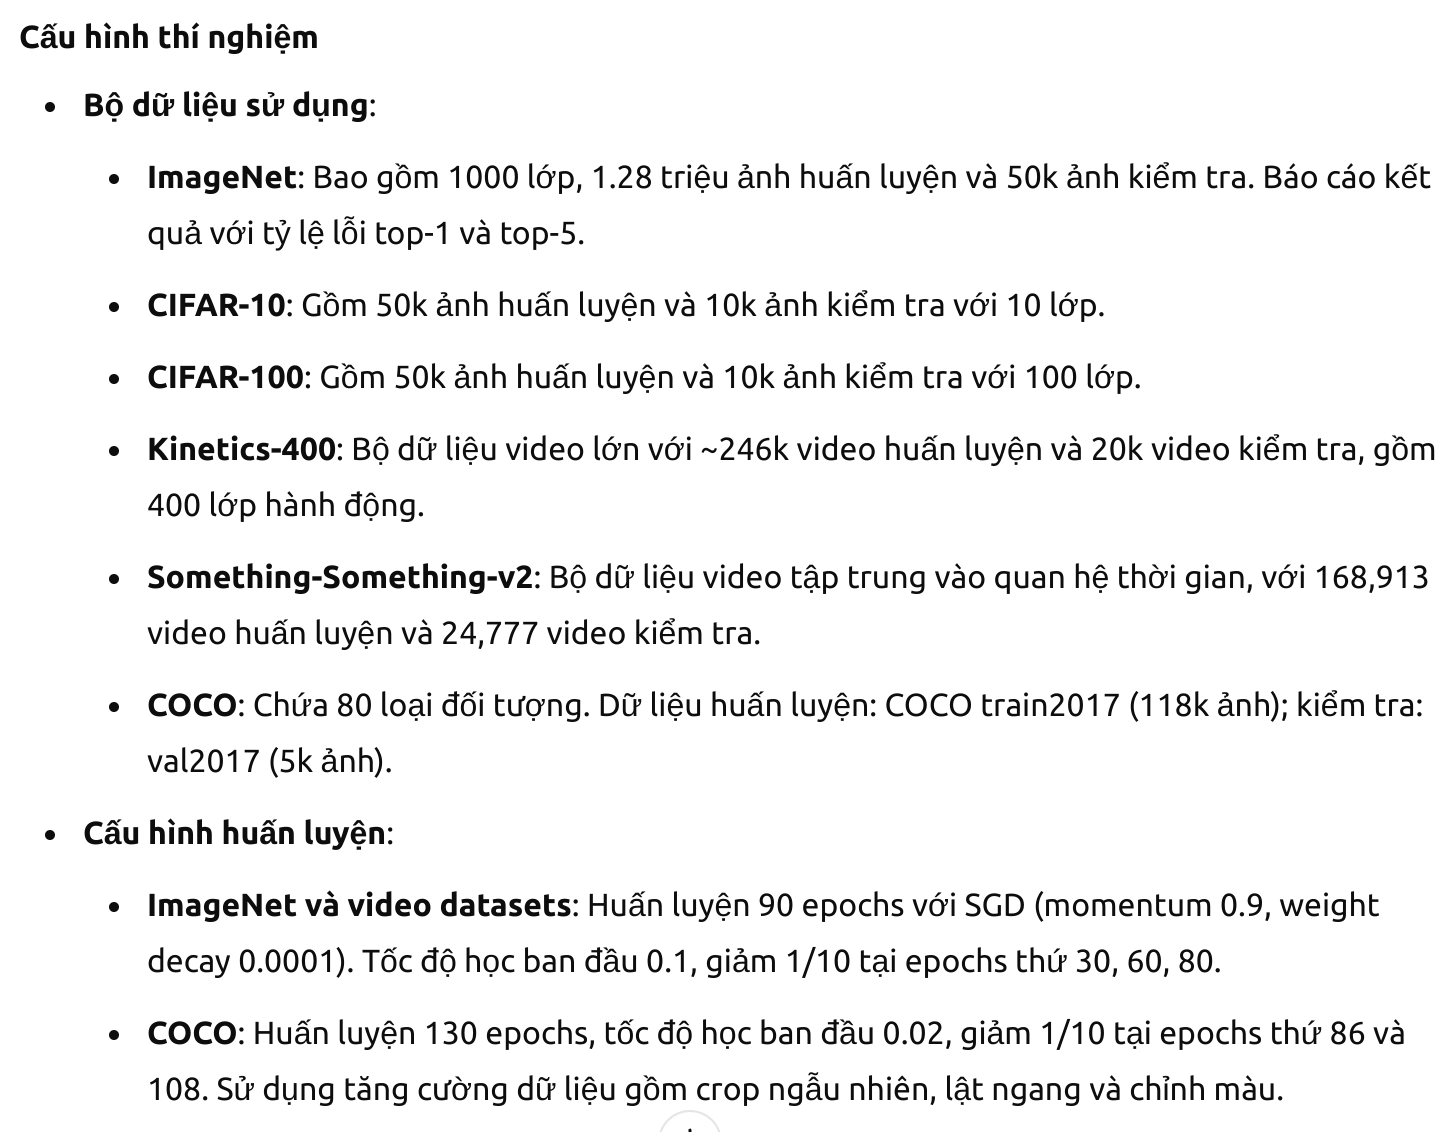 Cấu hình thí nghiệm
• Bộ dữ liệu sử dụng:
• ImageNet: Bao gồm 1000 lớp, 1.28 triệu ảnh huấn luyện và 50k ảnh kiểm tra. Báo cáo kết
quả với tỷ lệ lỗi top-1 và top-5.
• CIFAR-10: Gồm 50k ảnh huấn luyện và 10k ảnh kiểm tra với 10 lớp.
• CIFAR-100: Gồm 50k ảnh huấn luyện và 10k ảnh kiểm tra với 100 lớp.
• Kinetics-400: Bộ dữ liệu video lớn với ~246k video huấn luyện và 20k video kiểm tra, gồm
400 lớp hành động.
• Something-Something-v2: Bộ dữ liệu video tập trung vào quan hệ thời gian, với 168,913
video huấn luyện và 24,777 video kiểm tra.
• COCO: Chứa 80 loại đối tượng. Dữ liệu huấn luyện: COCO train2017 (118k ảnh); kiểm tra:
val2017 (5k ảnh).
• Cấu hình huấn luyện:
• ImageNet và video datasets: Huấn luyện 90 epochs với SGD (momentum 0.9, weight
decay 0.0001). Tốc độ học ban đầu 0.1, giảm 1/10 tại epochs thứ 30, 60, 80.
• COCO: Huấn luyện 130 epochs, tốc độ học ban đầu 0.02, giảm 1/10 tại epochs thứ 86 và
108. Sử dụng tăng cường dữ liệu gồm crop ngẫu nhiên, lật ngang và chỉnh màu.